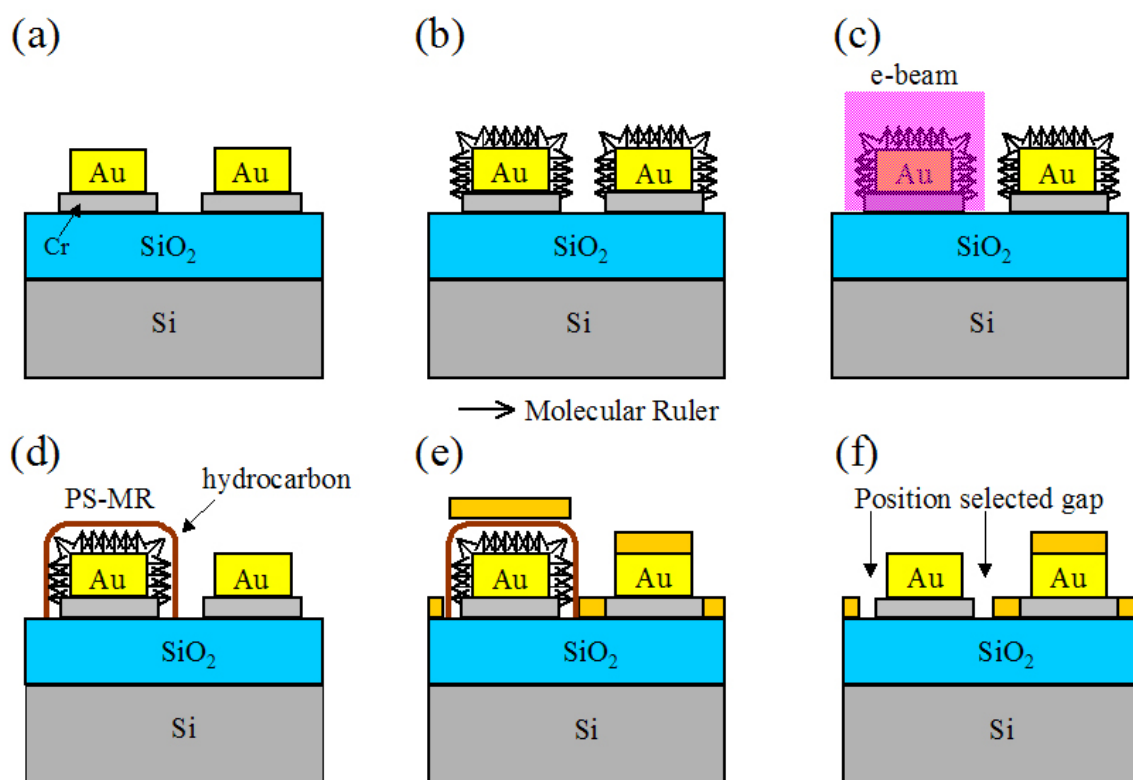 (a)
(b)
(c)
e-beam
Au
Au
Cr
SiO₂
Si
Au
Au
SiO₂
Si
Au
Au
SiO₂
Si
Molecular Ruler
(d)
(e)
(f)
PS-MR
hydrocarbon
Au
Au
SiO₂
Si
Au
Au
SiO₂
Si
Position selected gap
Au
Au
SiO₂
Si